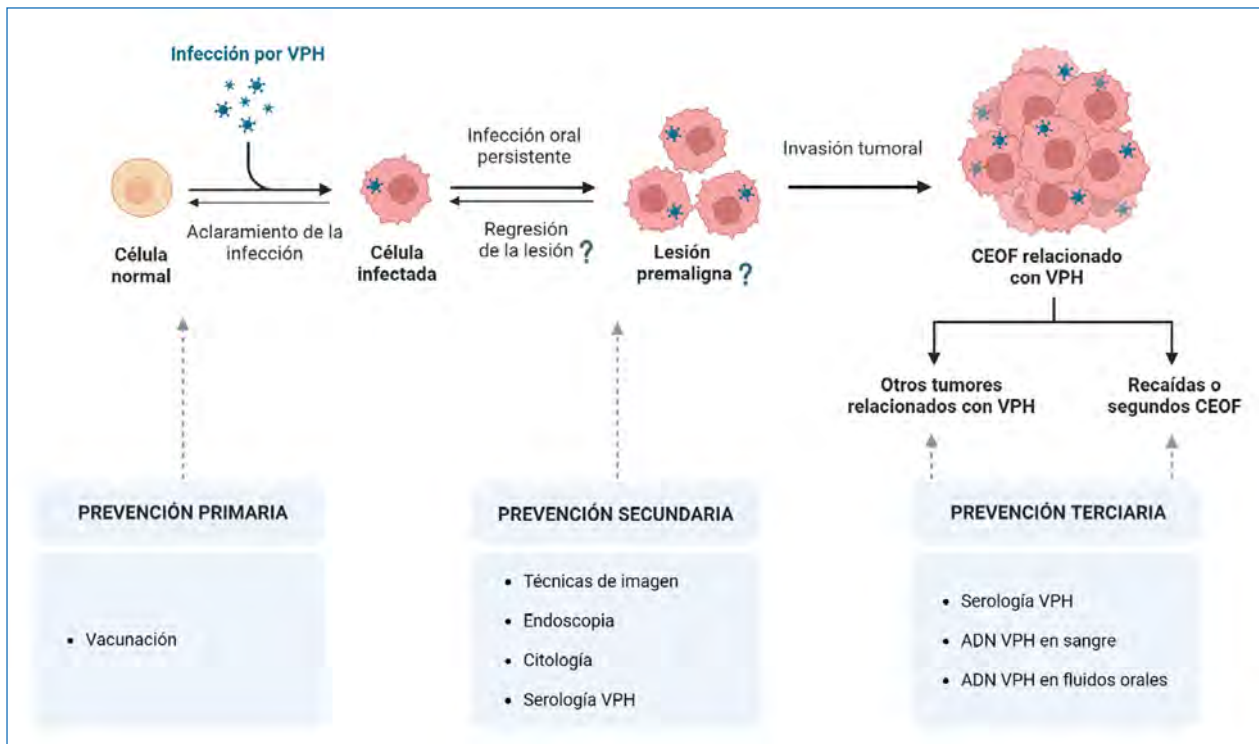 Infección por VPH
Infección oral
persistente
Invasión tumoral
Aclaramiento de la
infección
Regresión
de la lesión ?
Célula
normal
Célula
infectada
Lesión
premaligna ?
CEOF relacionado
con VPH
Otros tumores
relacionados con VPH
Recaídas o
segundos CEOF
PREVENCIÓN PRIMARIA
• Vacunación
PREVENCIÓN SECUNDARIA
• Técnicas de imagen
• Endoscopia
• Citología
• Serología VPH
PREVENCIÓN TERCIARIA
• Serología VPH
• ADN VPH en sangre
• ADN VPH en fluidos orales